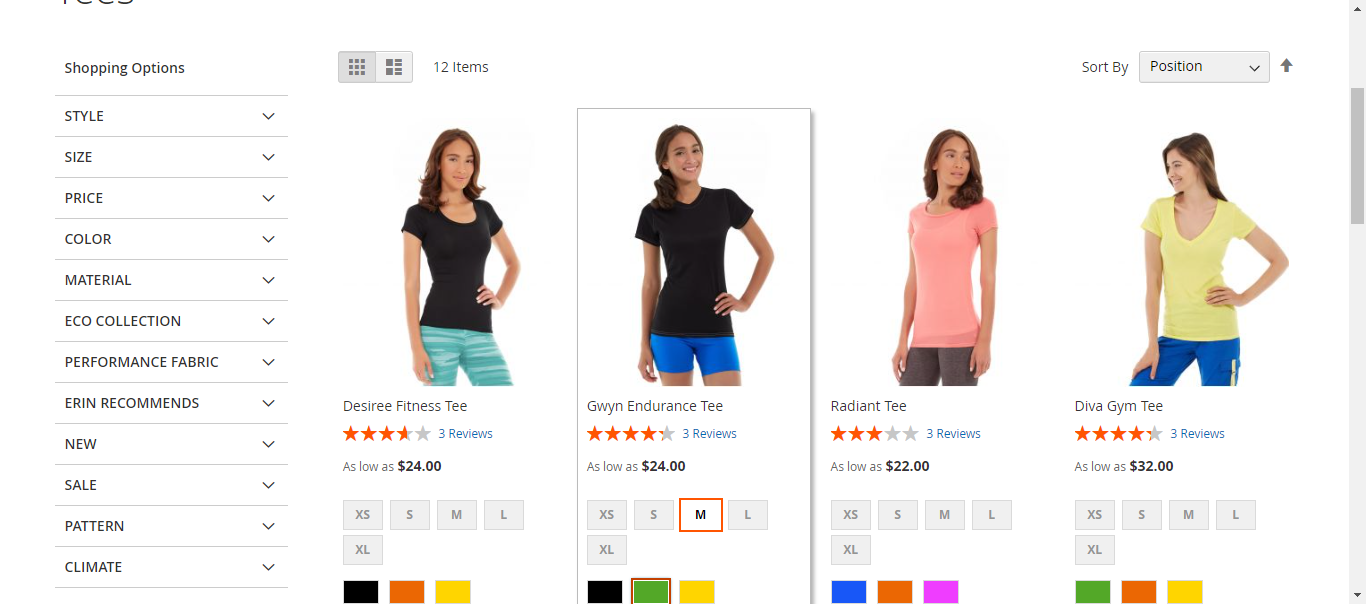 Tees
Shopping Options
12 Items
Sort By
Position
STYLE
SIZE
PRICE
COLOR
MATERIAL
ECO COLLECTION
PERFORMANCE FABRIC
ERIN RECOMMENDS
NEW
SALE
PATTERN
CLIMATE
Desiree Fitness Tee
3 Reviews
As low as $24.00
XS S M L
XL
Gwyn Endurance Tee
3 Reviews
As low as $24.00
XS S M L
XL
Radiant Tee
3 Reviews
As low as $22.00
XS S M L
XL
Diva Gym Tee
3 Reviews
As low as $32.00
XS S M L
XL